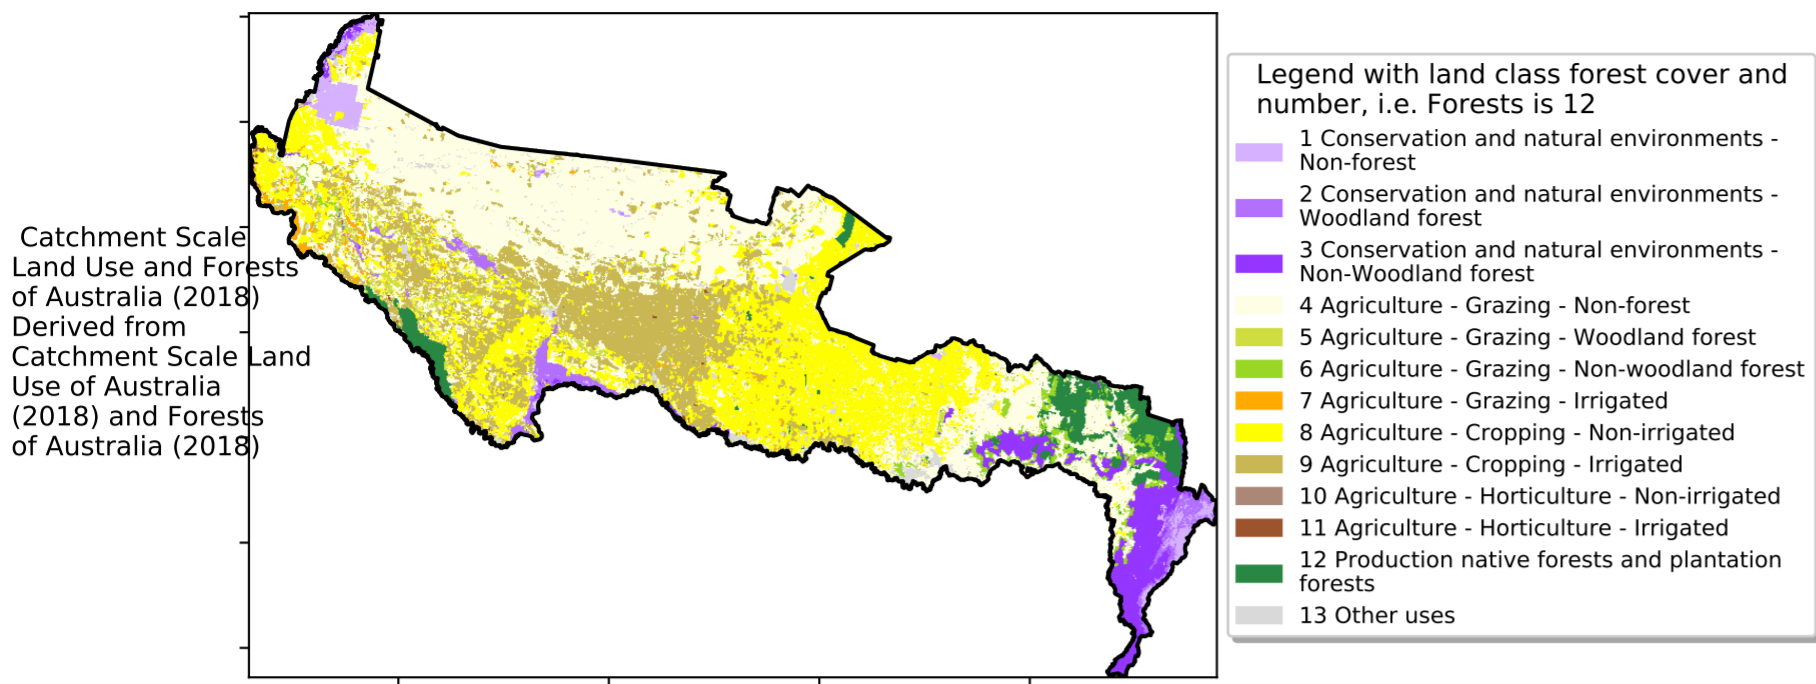 Catchment Scale
Land Use and Forests
of Australia (2018)
Derived from
Catchment Scale Land
Use of Australia
(2018) and Forests
of Australia (2018)
Legend with land class forest cover and
number, i.e. Forests is 12
1 Conservation and natural environments -
Non-forest
2 Conservation and natural environments -
Woodland forest
3 Conservation and natural environments -
Non-Woodland forest
4 Agriculture - Grazing - Non-forest
5 Agriculture - Grazing - Woodland forest
6 Agriculture - Grazing - Non-woodland forest
7 Agriculture - Grazing - Irrigated
8 Agriculture - Cropping - Non-irrigated
9 Agriculture - Cropping - Irrigated
10 Agriculture - Horticulture - Non-irrigated
11 Agriculture - Horticulture - Irrigated
12 Production native forests and plantation
forests
13 Other uses